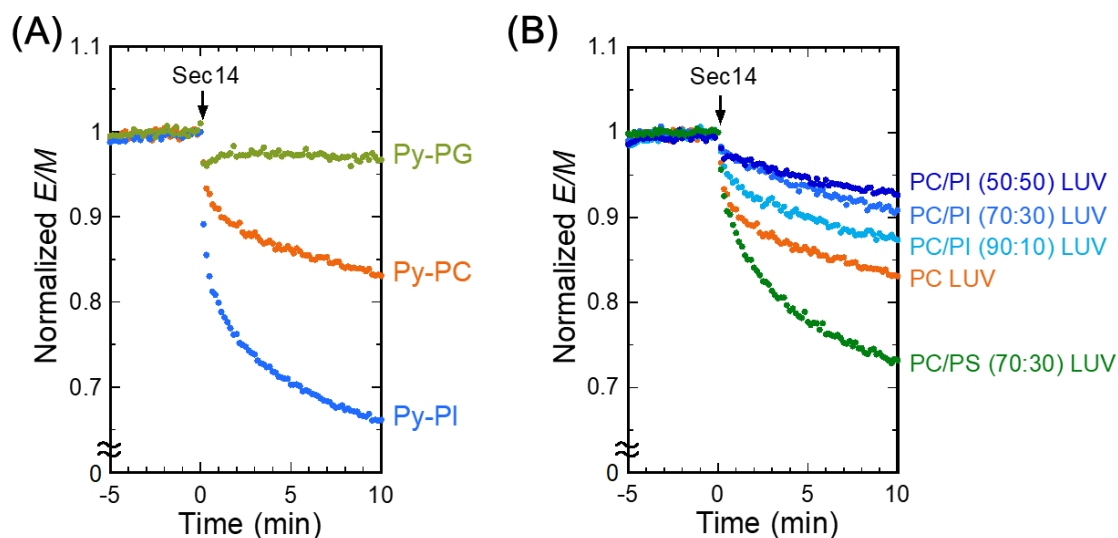 (A)
1.1
1
0.9
0.8
0.7
0
Normalized E/M
Sec14
Py-PG
Py-PC
Py-PI
-5
0
5
10
Time (min)
(B)
1.1
1
0.9
0.8
0.7
0
Normalized E/M
Sec14
PC/PI (50:50) LUV
PC/PI (70:30) LUV
PC/PI (90:10) LUV
PC LUV
PC/PS (70:30) LUV
-5
0
5
10
Time (min)